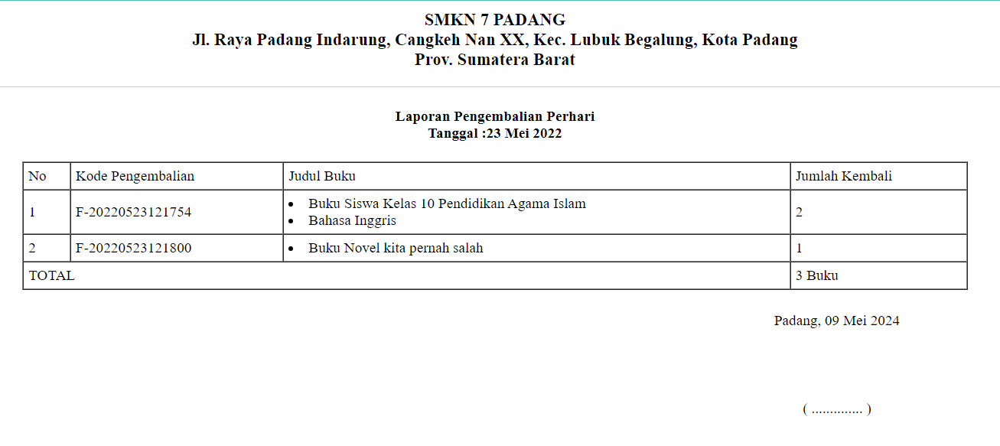 SMKN 7 PADANG
Jl. Raya Padang Indarung, Cangkeh Nan XX, Kec. Lubuk Begalung, Kota Padang
Prov. Sumatera Barat
Laporan Pengembalian Perhari
Tanggal :23 Mei 2022
No Kode Pengembalian Judul Buku Jumlah Kembali
1 F-20220523121754 • Buku Siswa Kelas 10 Pendidikan Agama Islam 2
• Bahasa Inggris
2 F-20220523121800 • Buku Novel kita pernah salah 1
TOTAL 3 Buku
Padang, 09 Mei 2024
( .............. )